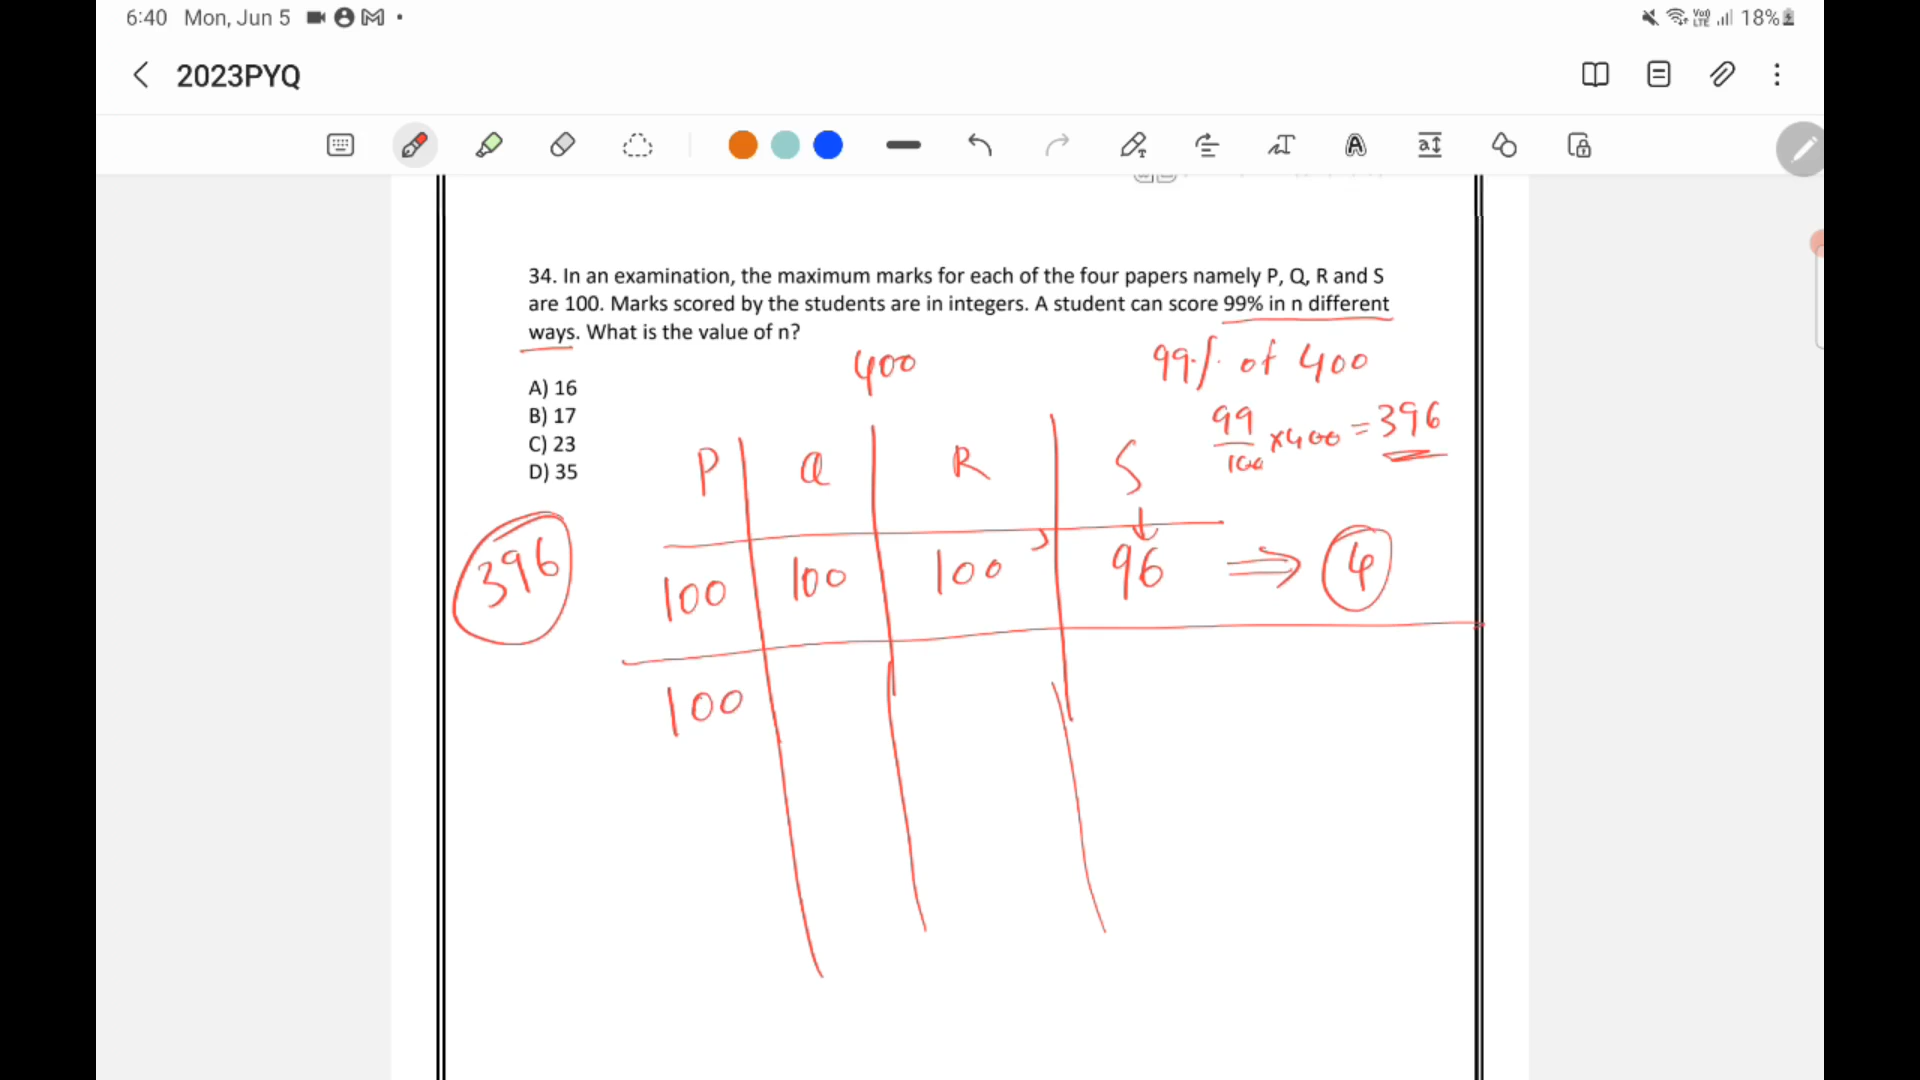 6:40 Mon, Jun 5 18%
2023PYQ
34. In an examination, the maximum marks for each of the four papers namely P, Q, R and S
are 100. Marks scored by the students are in integers. A student can score 99% in n different
ways. What is the value of n?
400
99% of 400
A) 16
B) 17
C) 23
D) 35
99/100 ×400 = 396
P Q R S
396
100 100 100 96 ⇒ 4
100